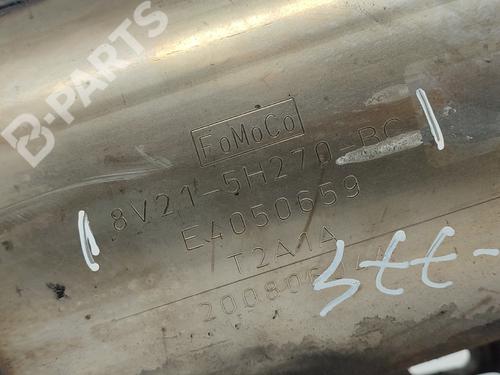 B-PARTS
FoMoCo
8V21-5H270-BC
E4050659
T2A1A